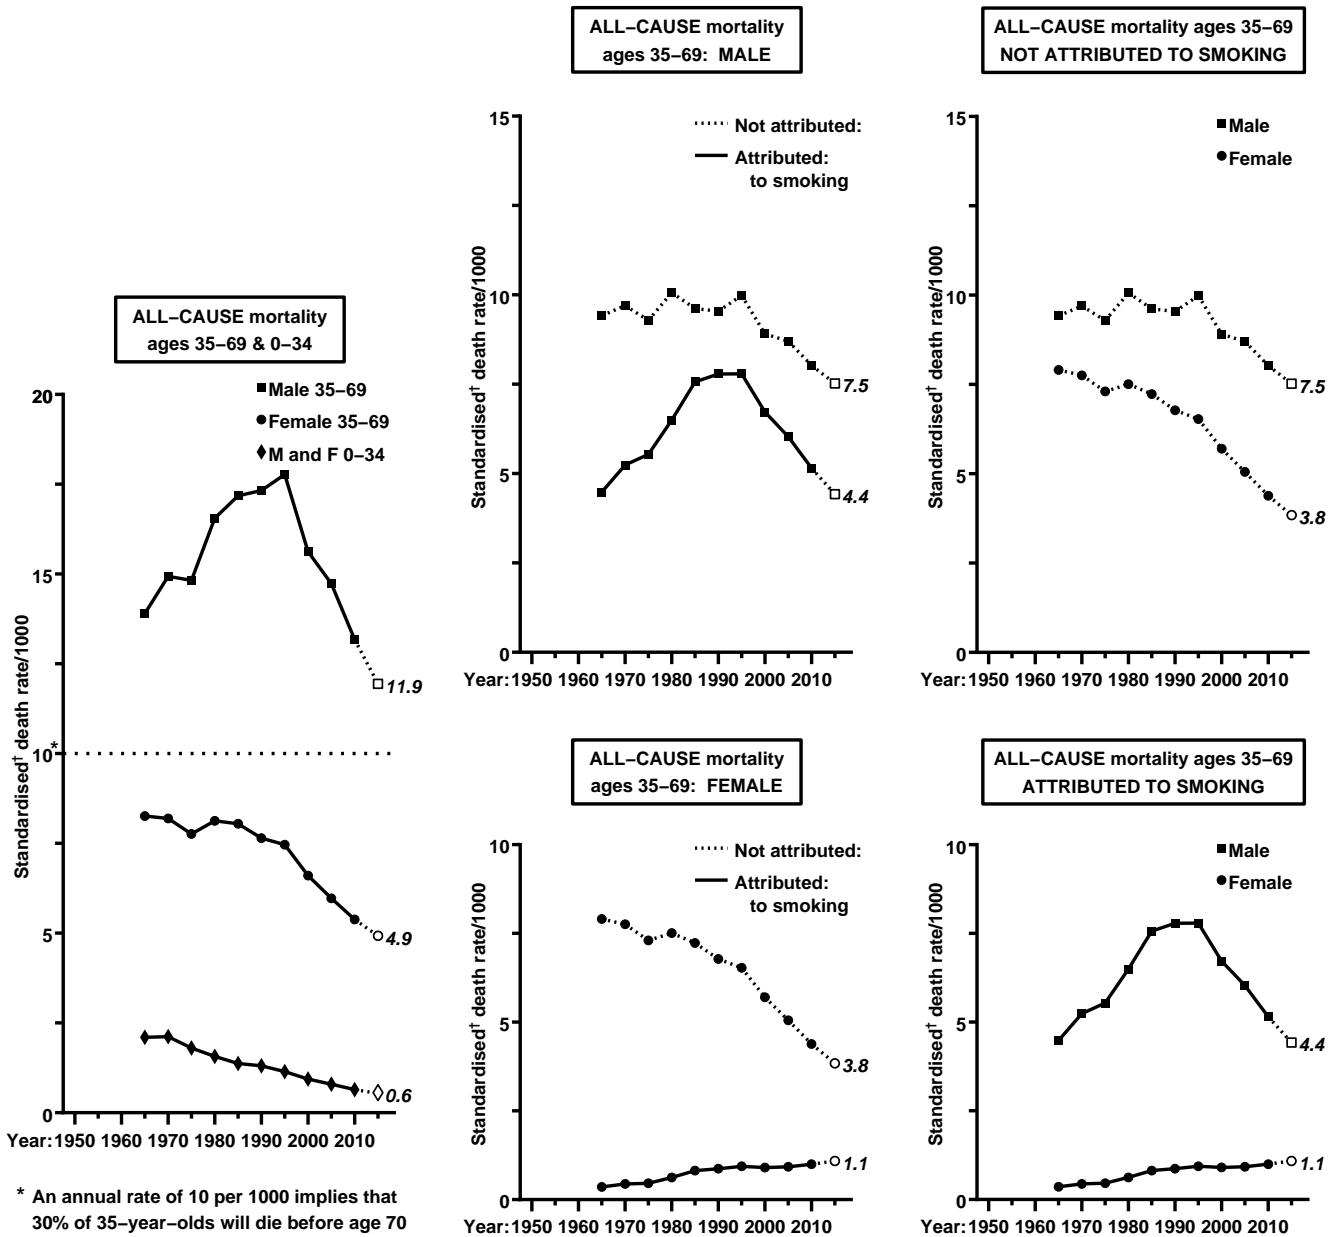 ALL–CAUSE mortality
ages 35–69 & 0–34
Male 35–69
Female 35–69
M and F 0–34
Standardised† death rate/1000
20
15
10*
5
0
11.9
4.9
0.6
Year: 1950 1960 1970 1980 1990 2000 2010
* An annual rate of 10 per 1000 implies that
30% of 35–year–olds will die before age 70
ALL–CAUSE mortality
ages 35–69: MALE
Not attributed:
Attributed:
to smoking
Standardised† death rate/1000
15
10
5
0
7.5
4.4
Year: 1950 1960 1970 1980 1990 2000 2010
ALL–CAUSE mortality ages 35–69
NOT ATTRIBUTED TO SMOKING
Male
Female
Standardised† death rate/1000
15
10
5
0
7.5
3.8
Year: 1950 1960 1970 1980 1990 2000 2010
ALL–CAUSE mortality
ages 35–69: FEMALE
Not attributed:
Attributed:
to smoking
Standardised† death rate/1000
10
5
0
3.8
1.1
Year: 1950 1960 1970 1980 1990 2000 2010
ALL–CAUSE mortality ages 35–69
ATTRIBUTED TO SMOKING
Male
Female
Standardised† death rate/1000
10
5
0
4.4
1.1
Year: 1950 1960 1970 1980 1990 2000 2010